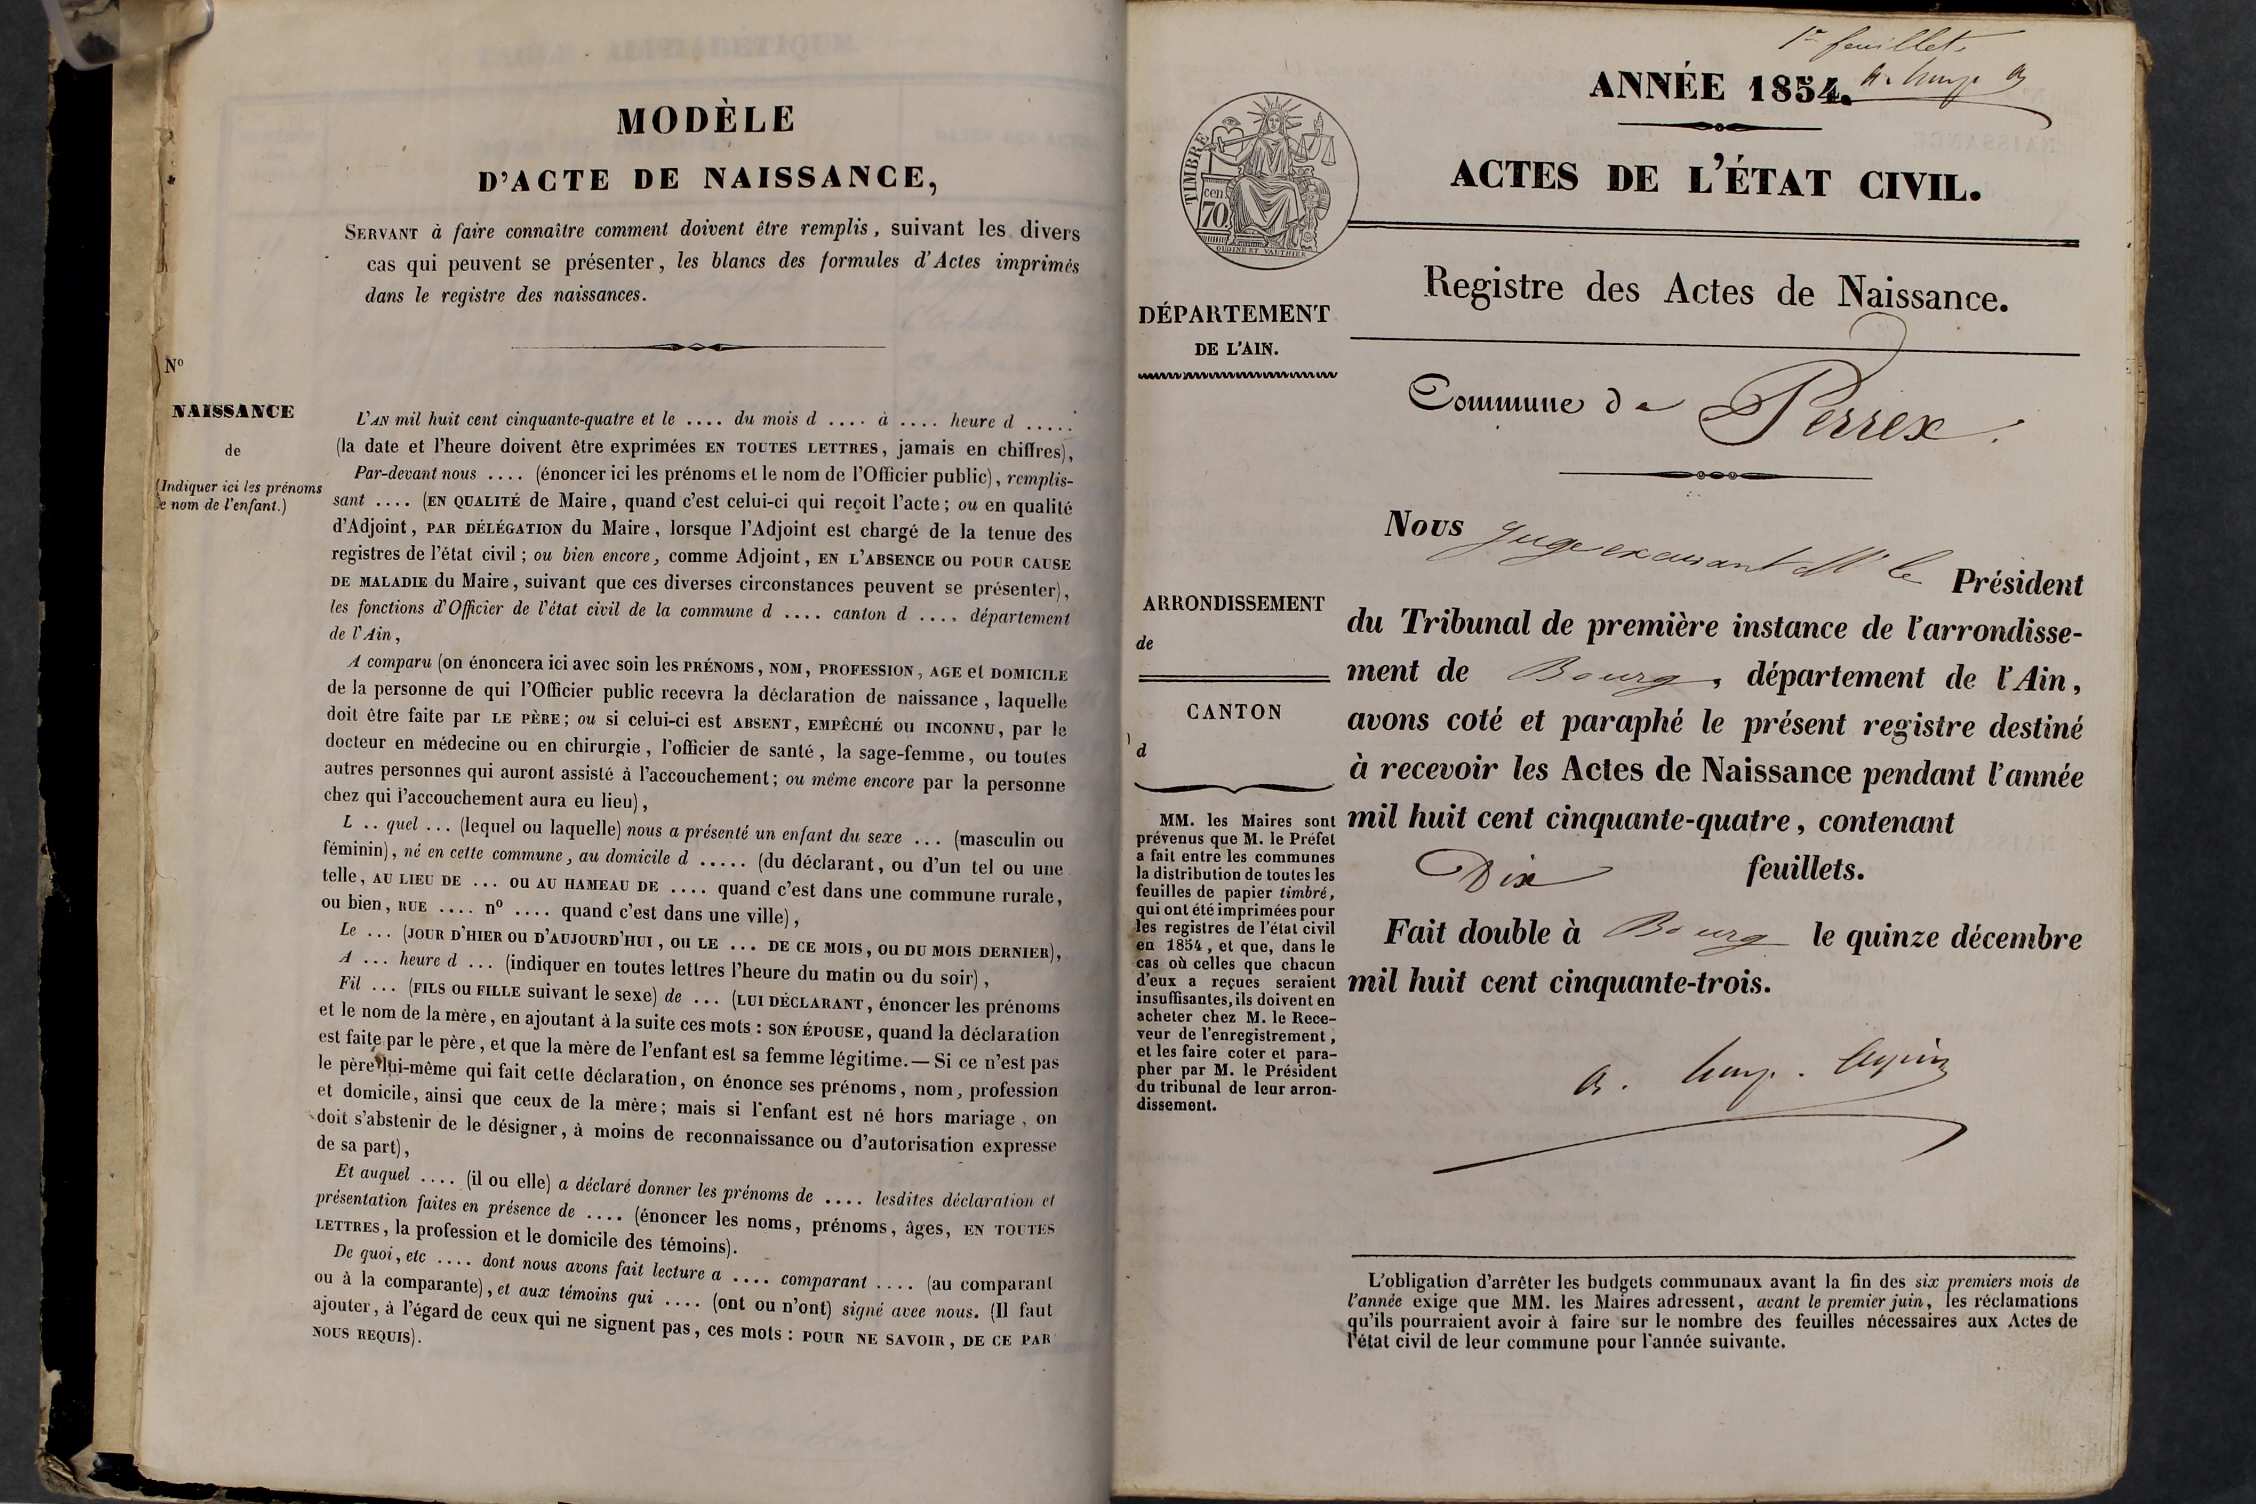 MODÈLE
D'ACTE DE NAISSANCE,
SERVANT à faire connaître comment doivent être remplis, suivant les divers
cas qui peuvent se présenter, les blancs des formules d'Actes imprimés
dans le registre des naissances.
No
NAISSANCE
de
(Indiquer ici les prénoms
e nom de l'enfant.)
L'AN mil huit cent cinquante-quatre et le .... du mois d .... à .... heure d .....
(la date et l'heure doivent être exprimées EN TOUTES LETTRES, jamais en chiffres),
Par-devant nous .... (énoncer ici les prénoms et le nom de l'Officier public), remplis-
sant .... (EN QUALITÉ de Maire, quand c'est celui-ci qui reçoit l'acte; ou en qualité
d'Adjoint, PAR DÉLÉGATION du Maire, lorsque l'Adjoint est chargé de la tenue des
registres de l'état civil; ou bien encore, comme Adjoint, EN L'ABSENCE OU POUR CAUSE
DE MALADIE du Maire, suivant que ces diverses circonstances peuvent se présenter),
les fonctions d'Officier de l'état civil de la commune d .... canton d .... département
de l'Ain,
A comparu (on énoncera ici avec soin les PRÉNOMS, NOM, PROFESSION, AGE et DOMICILE
de la personne de qui l'Officier public recevra la déclaration de naissance, laquelle
doit être faite par LE PÈRE; ou si celui-ci est ABSENT, EMPÊCHÉ ou INCONNU, par le
docteur en médecine ou en chirurgie, l'officier de santé, la sage-femme, ou toutes
autres personnes qui auront assisté à l'accouchement; ou même encore par la personne
chez qui l'accouchement aura eu lieu),
L .. quel ... (lequel ou laquelle) nous a présenté un enfant du sexe ... (masculin ou
féminin), né en cette commune, au domicile d ..... (du déclarant, ou d'un tel ou une
telle, AU LIEU DE ... OU AU HAMEAU DE .... quand c'est dans une commune rurale,
ou bien, RUE .... no .... quand c'est dans une ville),
Le ... (JOUR D'HIER OU D'AUJOURD'HUI, OU LE ... DE CE MOIS, OU DU MOIS DERNIER),
A ... heure d ... (indiquer en toutes lettres l'heure du matin ou du soir),
Fil ... (FILS ou FILLE suivant le sexe) de ... (LUI DÉCLARANT, énoncer les prénoms
et le nom de la mère, en ajoutant à la suite ces mots : SON ÉPOUSE, quand la déclaration
est faite par le père, et que la mère de l'enfant est sa femme légitime. — Si ce n'est pas
le père lui-même qui fait cette déclaration, on énonce ses prénoms, nom, profession
et domicile, ainsi que ceux de la mère; mais si l'enfant est né hors mariage, on
doit s'abstenir de le désigner, à moins de reconnaissance ou d'autorisation expresse
de sa part),
Et auquel .... (il ou elle) a déclaré donner les prénoms de .... lesdites déclaration et
présentation faites en présence de .... (énoncer les noms, prénoms, âges, EN TOUTES
LETTRES, la profession et le domicile des témoins).
De quoi, etc .... dont nous avons fait lecture a .... comparant .... (au comparant
ou à la comparante), et aux témoins qui .... (ont ou n'ont) signé avec nous. (Il faut
ajouter, à l'égard de ceux qui ne signent pas, ces mots : POUR NE SAVOIR, DE CE PAR
NOUS REQUIS).
1er feuillet
ANNÉE 1854.
ACTES DE L'ÉTAT CIVIL.
TIMBRE
cen.
70
OUDINE ET VAUTHIER
Registre des Actes de Naissance.
DÉPARTEMENT
DE L'AIN.
Commune de Perrex.
Nous Juge excusant Mr le Président
du Tribunal de première instance de l'arrondisse-
ment de Bourg, département de l'Ain,
avons coté et paraphé le présent registre destiné
à recevoir les Actes de Naissance pendant l'année
mil huit cent cinquante-quatre, contenant
Dix feuillets.
Fait double à Bourg le quinze décembre
mil huit cent cinquante-trois.
ARRONDISSEMENT
de
CANTON
d
MM. les Maires sont
prévenus que M. le Préfet
a fait entre les communes
la distribution de toutes les
feuilles de papier timbré,
qui ont été imprimées pour
les registres de l'état civil
en 1854, et que, dans le
cas où celles que chacun
d'eux a reçues seraient
insuffisantes, ils doivent en
acheter chez M. le Rece-
veur de l'enregistrement,
et les faire coter et para-
pher par M. le Président
du tribunal de leur arron-
dissement.
L'obligation d'arrêter les budgets communaux avant la fin des six premiers mois de
l'année exige que MM. les Maires adressent, avant le premier juin, les réclamations
qu'ils pourraient avoir à faire sur le nombre des feuilles nécessaires aux Actes de
l'état civil de leur commune pour l'année suivante.